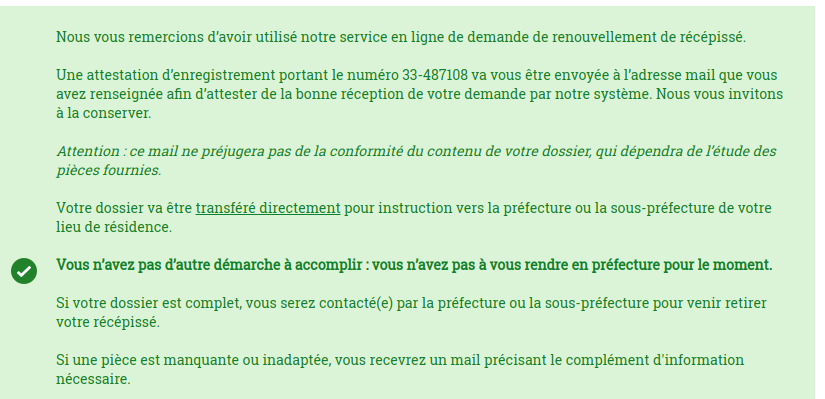 Nous vous remercions d'avoir utilisé notre service en ligne de demande de renouvellement de récépissé.
Une attestation d'enregistrement portant le numéro 33-487108 va vous être envoyée à l'adresse mail que vous
avez renseignée afin d'attester de la bonne réception de votre demande par notre système. Nous vous invitons
à la conserver.
Attention : ce mail ne préjugera pas de la conformité du contenu de votre dossier, qui dépendra de l'étude des
pièces fournies.
Votre dossier va être transféré directement pour instruction vers la préfecture ou la sous-préfecture de votre
lieu de résidence.
Vous n'avez pas d'autre démarche à accomplir : vous n'avez pas à vous rendre en préfecture pour le moment.
Si votre dossier est complet, vous serez contacté(e) par la préfecture ou la sous-préfecture pour venir retirer
votre récépissé.
Si une pièce est manquante ou inadaptée, vous recevrez un mail précisant le complément d'information
nécessaire.